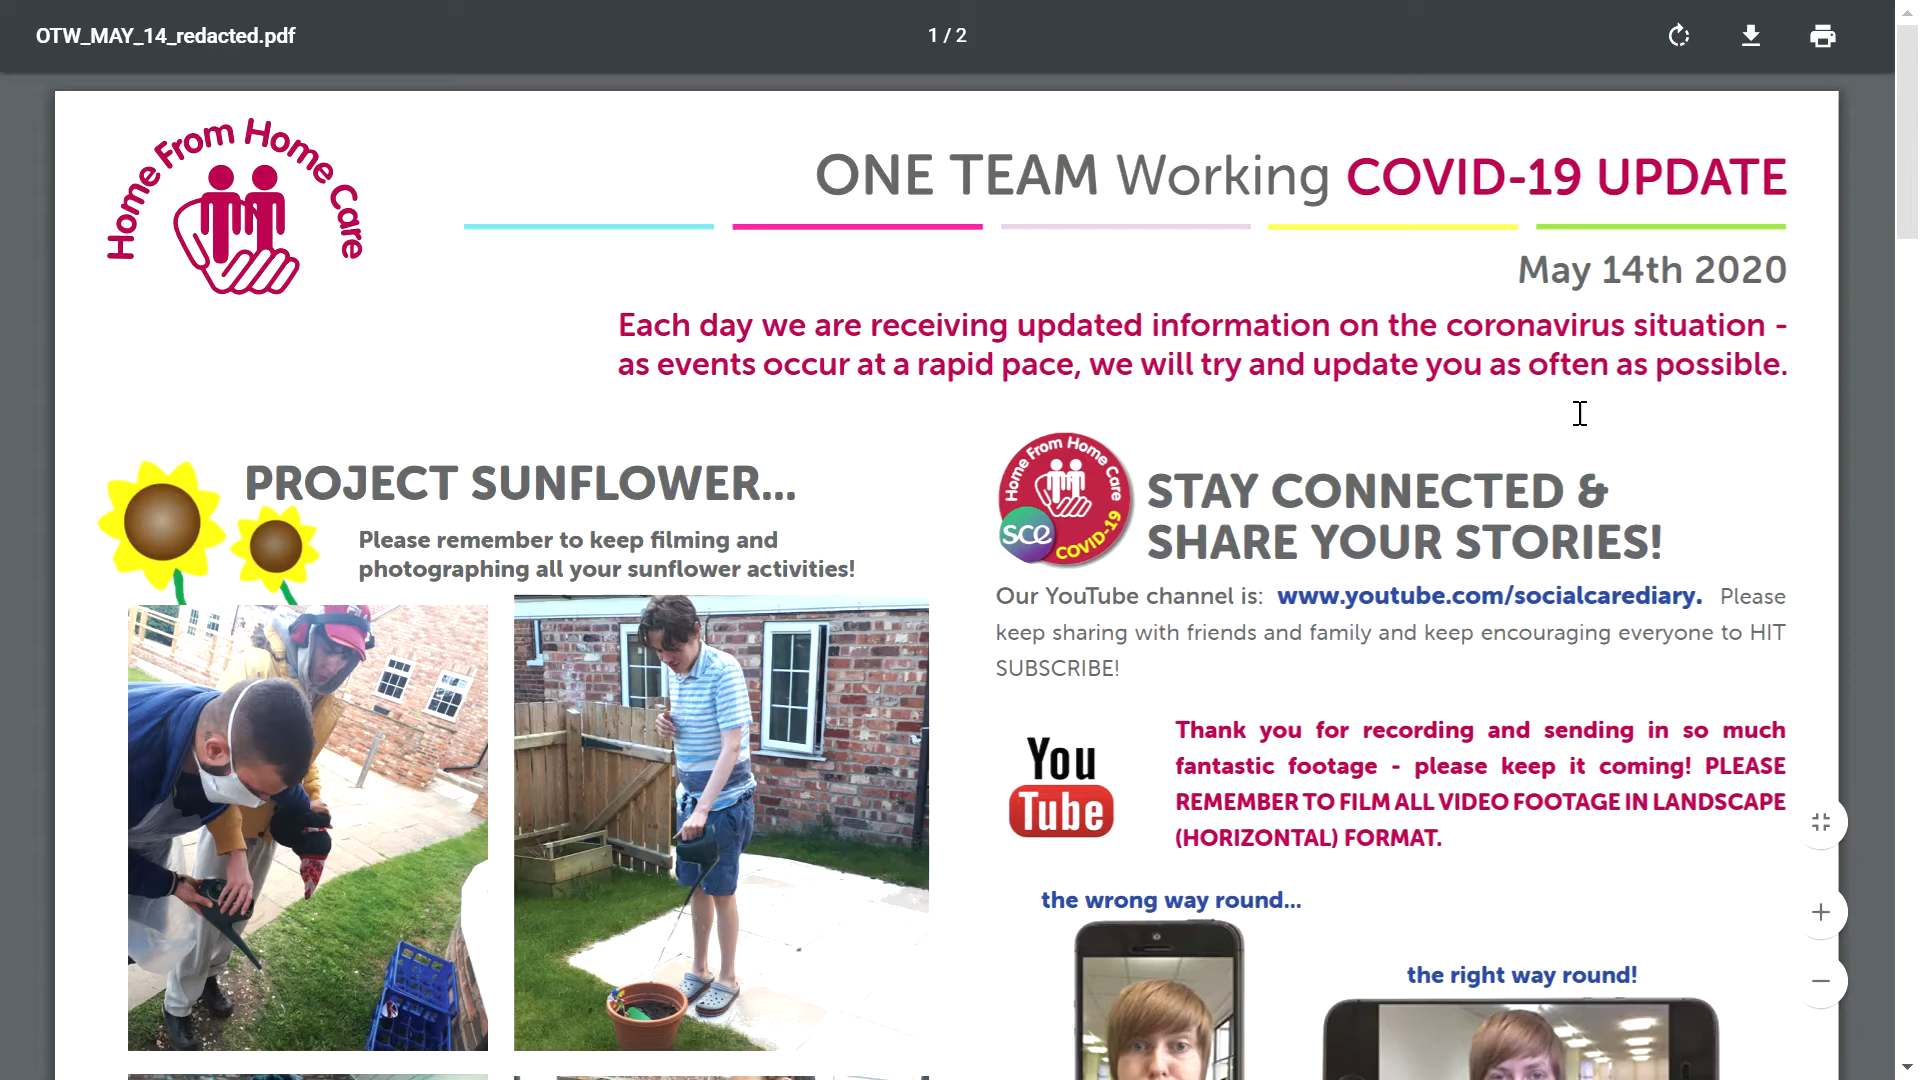 OTW_MAY_14_redacted.pdf
1 / 2
Home From Home Care
ONE TEAM Working COVID-19 UPDATE
May 14th 2020
Each day we are receiving updated information on the coronavirus situation -
as events occur at a rapid pace, we will try and update you as often as possible.
PROJECT SUNFLOWER...
Please remember to keep filming and
photographing all your sunflower activities!
Home From Home Care
sce
COVID-19
STAY CONNECTED &
SHARE YOUR STORIES!
Our YouTube channel is: www.youtube.com/socialcarediary. Please
keep sharing with friends and family and keep encouraging everyone to HIT
SUBSCRIBE!
You
Tube
Thank you for recording and sending in so much
fantastic footage - please keep it coming! PLEASE
REMEMBER TO FILM ALL VIDEO FOOTAGE IN LANDSCAPE
(HORIZONTAL) FORMAT.
the wrong way round...
the right way round!